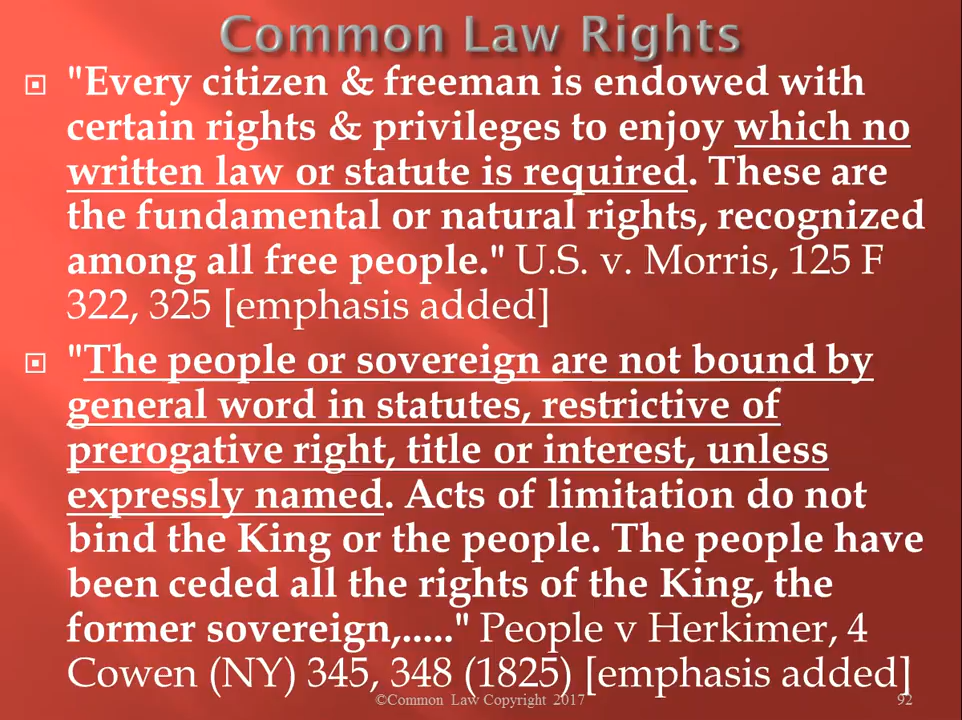 Common Law Rights
"Every citizen & freeman is endowed with
certain rights & privileges to enjoy which no
written law or statute is required. These are
the fundamental or natural rights, recognized
among all free people." U.S. v. Morris, 125 F
322, 325 [emphasis added]
"The people or sovereign are not bound by
general word in statutes, restrictive of
prerogative right, title or interest, unless
expressly named. Acts of limitation do not
bind the King or the people. The people have
been ceded all the rights of the King, the
former sovereign,....." People v Herkimer, 4
Cowen (NY) 345, 348 (1825) [emphasis added]
©Common Law Copyright 2017
92